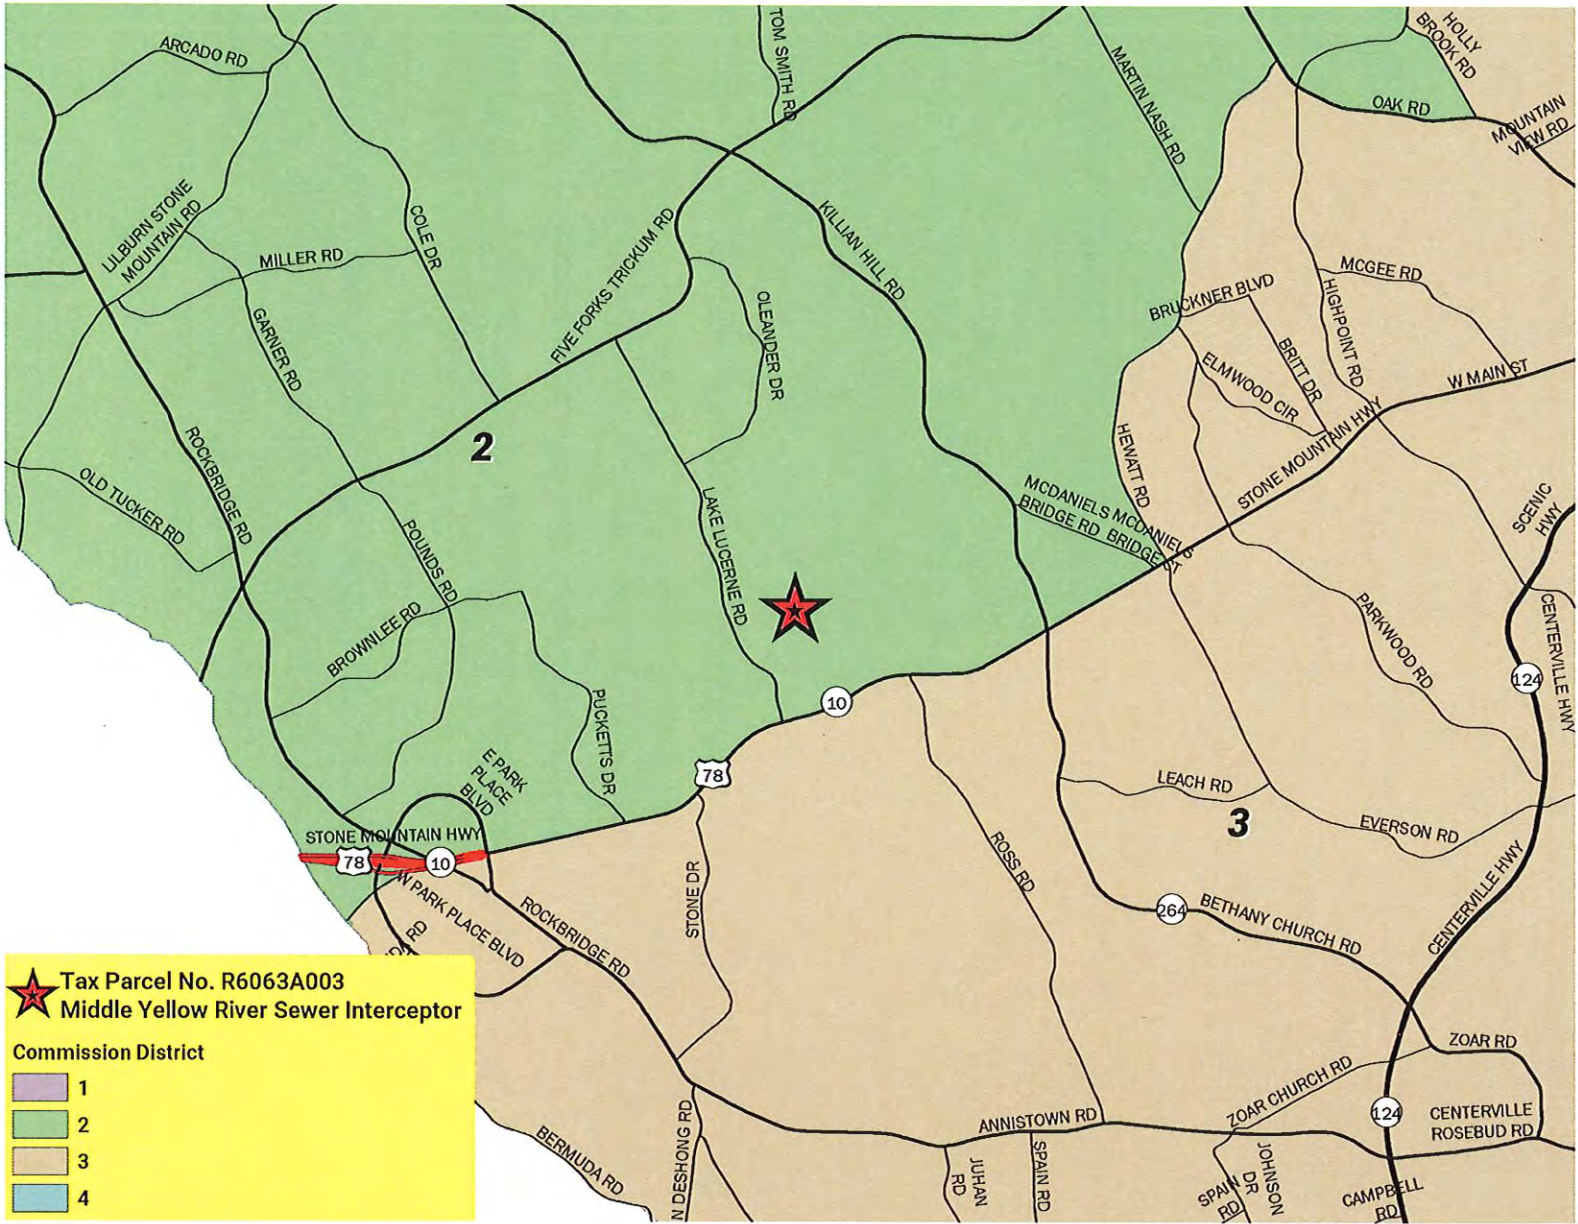 ARCADO RD
TOM SMITH RD
MARTIN NASH RD
HOLLY
BROOK RD
OAK RD
MOUNTAIN
VIEW RD
LILBURN STONE
MOUNTAIN RD
MILLER RD
COLE DR
FIVE FORKS TRICKUM RD
KILLIAN HILL RD
OLEANDER DR
GARNER RD
BRUCKNER BLVD
MCGEE RD
HIGHPOINT RD
BRITT DR
ELMWOOD CIR
W MAIN ST
2
ROCKBRIDGE RD
OLD TUCKER RD
HEWATT RD
STONE MOUNTAIN HWY
LAKE LUCERNE RD
MCDANIELS MCDANIELS
BRIDGE RD BRIDGE CT
SCENIC
HWY
POUNDS RD
BROWNLEE RD
PARKWOOD RD
CENTERVILLE HWY
124
PUCKETTS DR
10
78
E PARK
PLACE
BLVD
LEACH RD
3
EVERSON RD
STONE MOUNTAIN HWY
78
10
W PARK PLACE BLVD
ROCKBRIDGE RD
STONE DR
ROSS RD
264
BETHANY CHURCH RD
CENTERVILLE HWY
RD
Tax Parcel No. R6063A003
Middle Yellow River Sewer Interceptor
Commission District
1
2
3
4
ZOAR RD
ZOAR CHURCH RD
124
CENTERVILLE
ROSEBUD RD
ANNISTOWN RD
BERMUDA RD
N DESHONG RD
JUHAN
RD
SPAIN RD
SPAIN
RD
JOHNSON
DR
CAMPBELL
RD